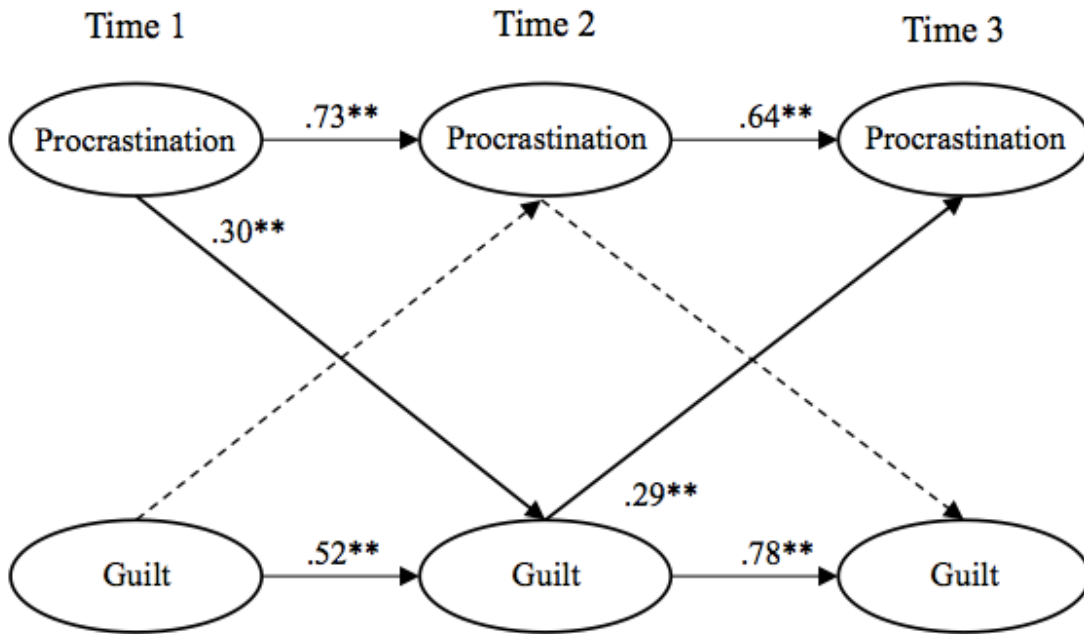 Time 1
Time 2
Time 3
Procrastination
.73**
Procrastination
.64**
Procrastination
.30**
.29**
Guilt
.52**
Guilt
.78**
Guilt